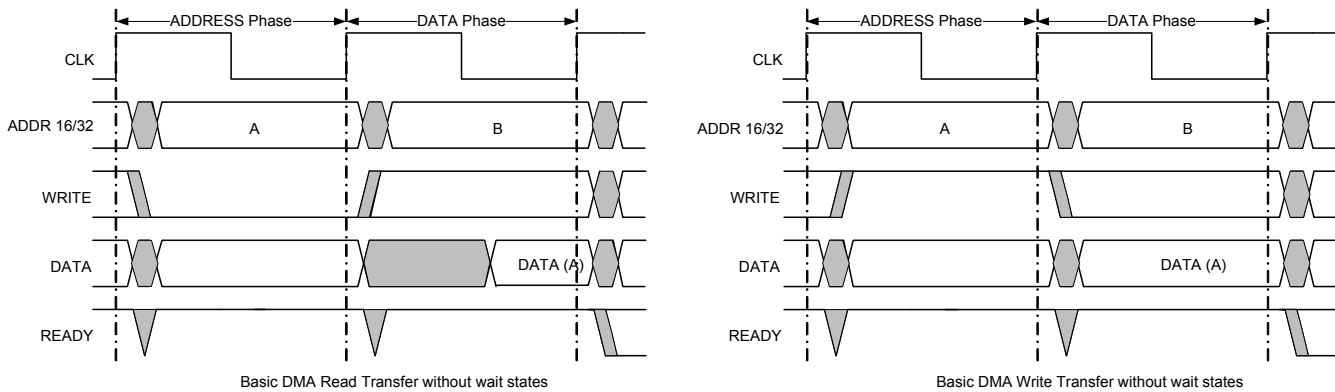 ADDRESS Phase DATA Phase
CLK
ADDR 16/32 A B
WRITE
DATA DATA (A)
READY
Basic DMA Read Transfer without wait states
ADDRESS Phase DATA Phase
CLK
ADDR 16/32 A B
WRITE
DATA DATA (A)
READY
Basic DMA Write Transfer without wait states